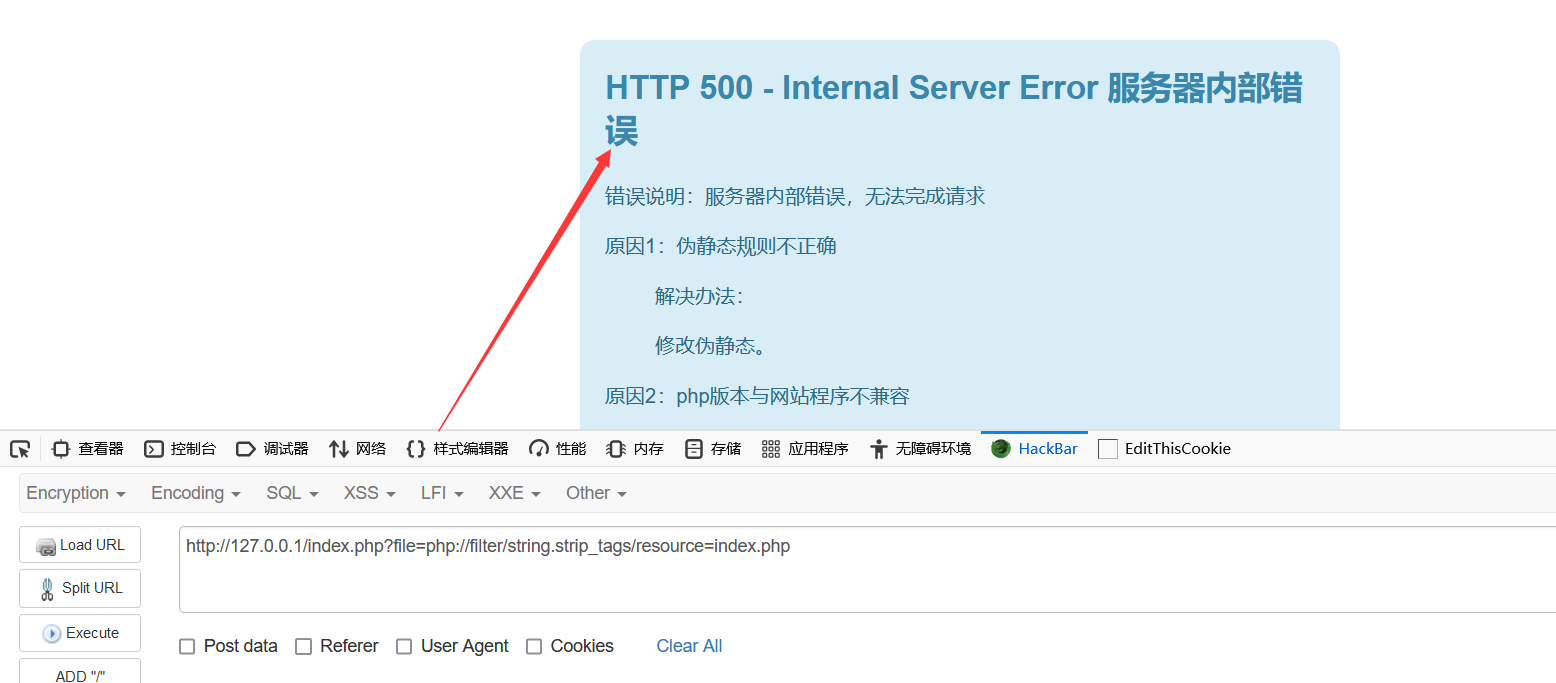 HTTP 500 - Internal Server Error 服务器内部错
误
错误说明：服务器内部错误，无法完成请求
原因1：伪静态规则不正确
解决办法：
修改伪静态。
原因2：php版本与网站程序不兼容
查看器 控制台 调试器 网络 样式编辑器 性能 内存 存储 应用程序 无障碍环境 HackBar EditThisCookie
Encryption Encoding SQL XSS LFI XXE Other
Load URL
http://127.0.0.1/index.php?file=php://filter/string.strip_tags/resource=index.php
Split URL
Execute
Post data Referer User Agent Cookies Clear All
ADD "/"